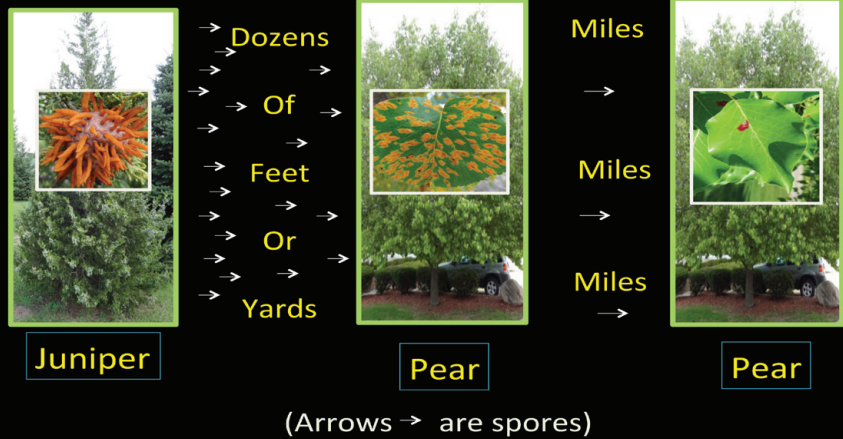 Dozens
Of
Feet
Or
Yards
Miles
Miles
Miles
Juniper
Pear
Pear
(Arrows → are spores)